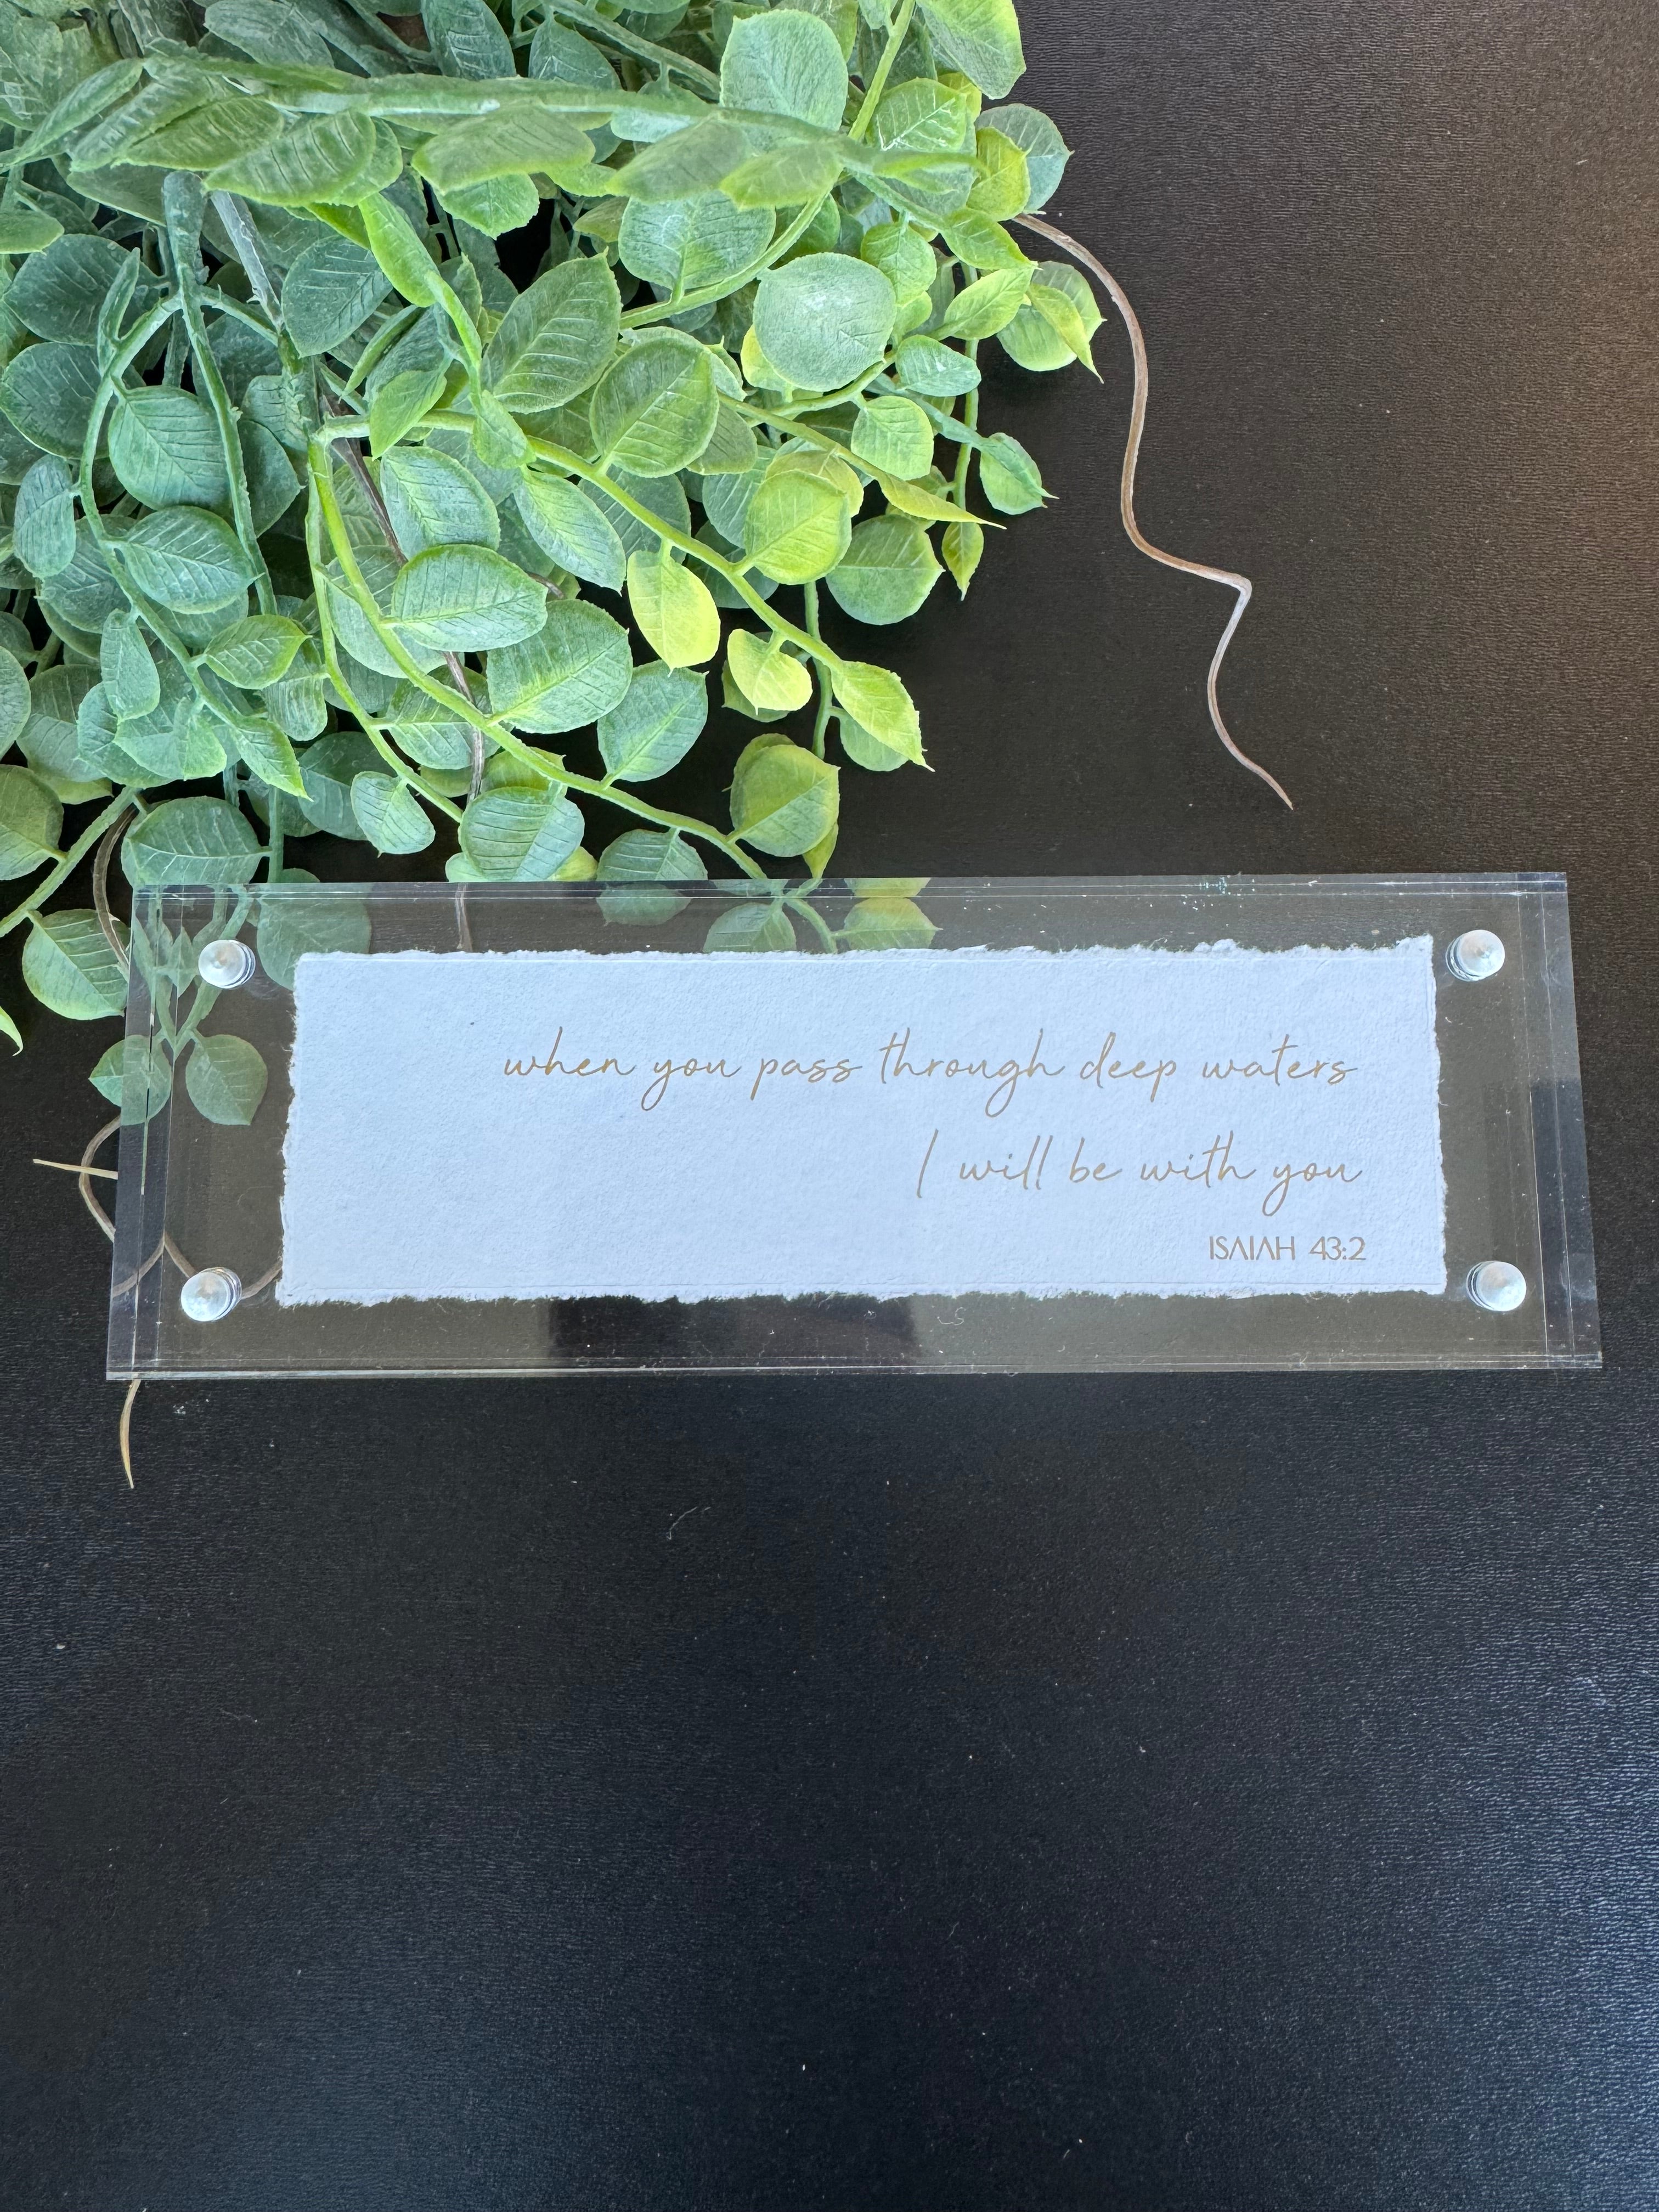 when you pass through deep waters
I will be with you
ISAIAH 43:2